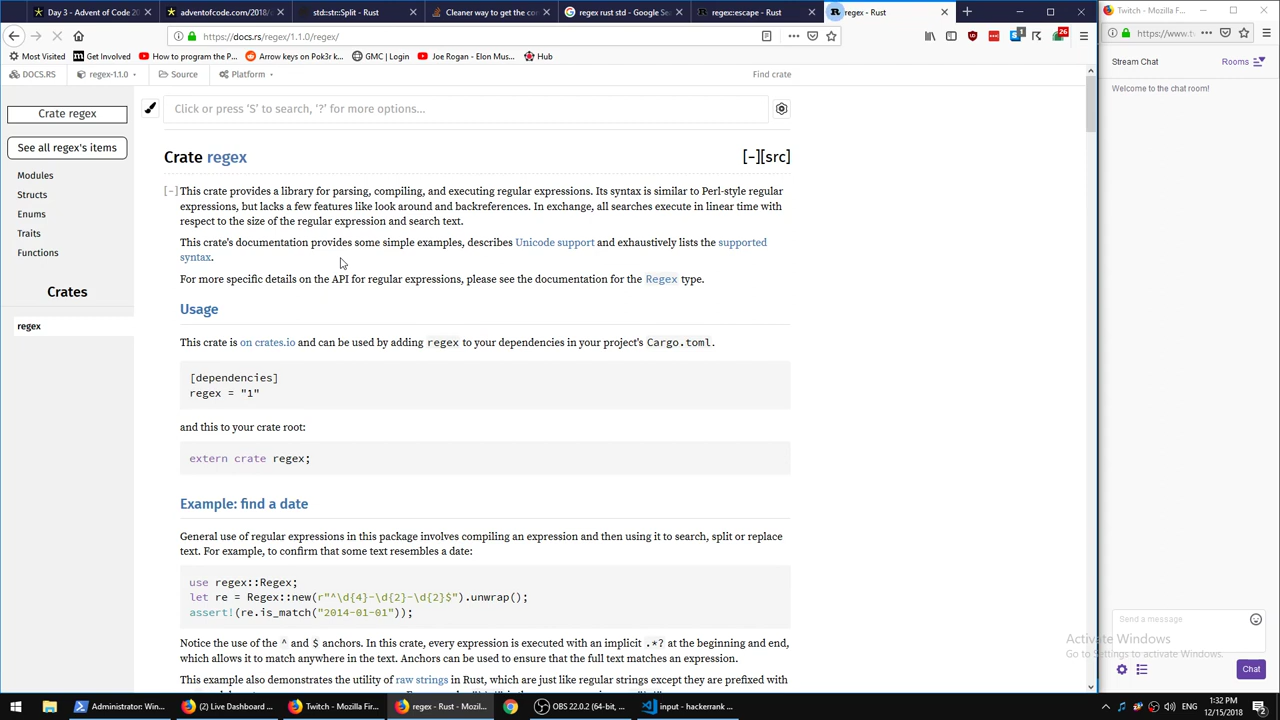 Day 3 - Advent of Code 20
adventofcode.com/2018/
std::str::Split - Rust
Cleaner way to get the con
regex rust std - Google Sea
regex::escape - Rust
regex - Rust
Twitch - Mozilla F...
https://docs.rs/regex/1.1.0/regex/
26
https://www.t
Most Visited
Get Involved
How to program the P...
Arrow keys on Pok3r k...
GMC | Login
Joe Rogan - Elon Mus...
Hub
Stream Chat
Rooms
DOCS.RS
regex-1.1.0
Source
Platform
Find crate
Welcome to the chat room!
Crate regex
Click or press 'S' to search, '?' for more options...
See all regex's items
Modules
Structs
Enums
Traits
Functions
Crates
regex
Crate regex
[-][src]
[-] This crate provides a library for parsing, compiling, and executing regular expressions. Its syntax is similar to Perl-style regular
expressions, but lacks a few features like look around and backreferences. In exchange, all searches execute in linear time with
respect to the size of the regular expression and search text.
This crate's documentation provides some simple examples, describes Unicode support and exhaustively lists the supported
syntax.
For more specific details on the API for regular expressions, please see the documentation for the Regex type.
Usage
This crate is on crates.io and can be used by adding regex to your dependencies in your project's Cargo.toml.
[dependencies]
regex = "1"
and this to your crate root:
extern crate regex;
Example: find a date
General use of regular expressions in this package involves compiling an expression and then using it to search, split or replace
text. For example, to confirm that some text resembles a date:
use regex::Regex;
let re = Regex::new(r"^\d{4}-\d{2}-\d{2}$").unwrap();
assert!(re.is_match("2014-01-01"));
Notice the use of the ^ and $ anchors. In this crate, every expression is executed with an implicit .*? at the beginning and end,
which allows it to match anywhere in the text. Anchors can be used to ensure that the full text matches an expression.
This example also demonstrates the utility of raw strings in Rust, which are just like regular strings except they are prefixed with
Send a message
Activate Windows
Go to Settings to activate Windows.
Chat
Administrator: Win...
(2) Live Dashboard ...
Twitch - Mozilla Fir...
regex - Rust - Mozil...
OBS 22.0.2 (64-bit, ...
input - hackerrank ...
ENG
1:32 PM
12/15/2018